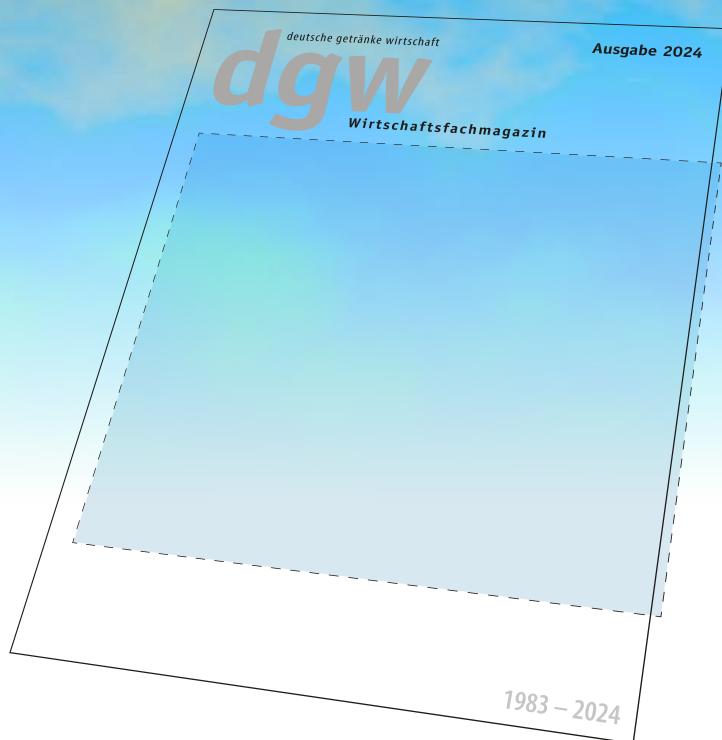 deutsche getränke wirtschaft
Ausgabe 2024
dgw
Wirtschaftsfachmagazin
1983 – 2024